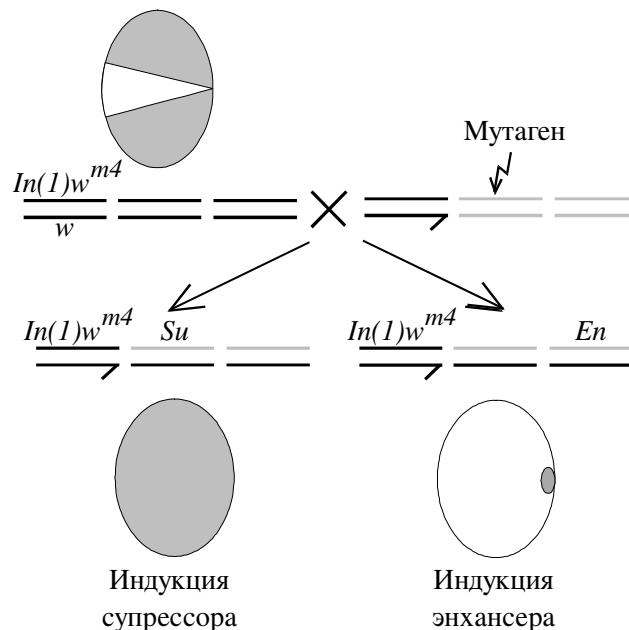 Мутаген
In(1)w^m4
w
In(1)w^m4 Su
In(1)w^m4 En
Индукция
супрессора
Индукция
энхансера